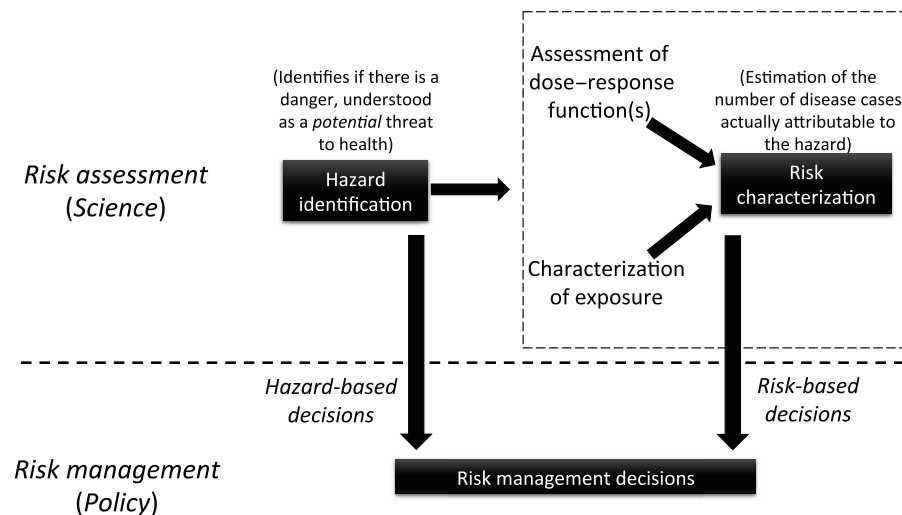 (Identifies if there is a
danger, understood
as a potential threat
to health)
Assessment of
dose–response
function(s)
(Estimation of the
number of disease cases
actually attributable to
the hazard)
Risk assessment
(Science)
Hazard
identification
Risk
characterization
Characterization
of exposure
Hazard-based
decisions
Risk-based
decisions
Risk management
(Policy)
Risk management decisions